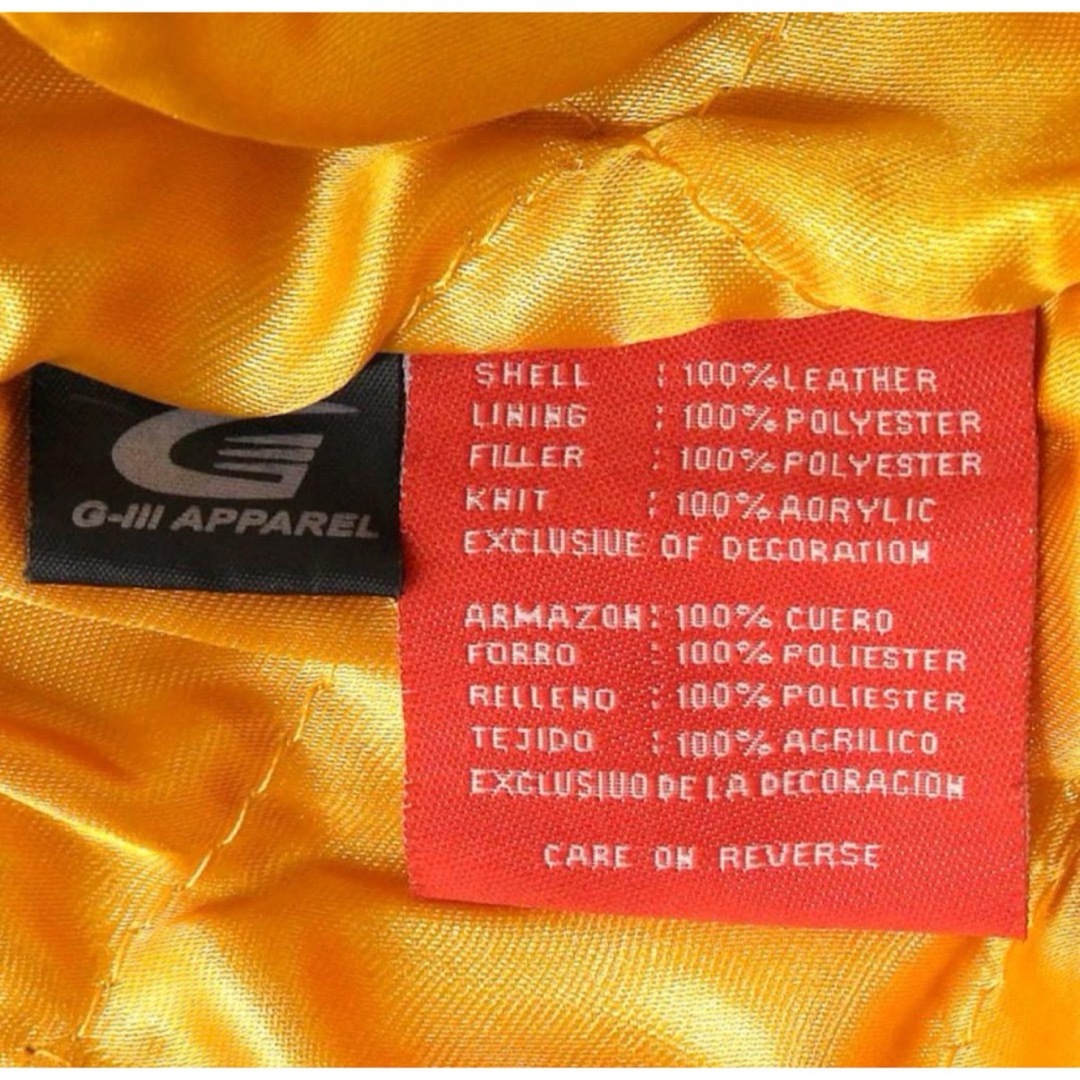 G-III APPAREL
SHELL : 100% LEATHER
LINING : 100% POLYESTER
FILLER : 100% POLYESTER
KNIT : 100% ACRYLIC
EXCLUSIVE OF DECORATION
ARMAZON : 100% CUERO
FORRO : 100% POLIESTER
RELLENO : 100% POLIESTER
TEJIDO : 100% ACRILICO
EXCLUSIVO DE LA DECORACION
CARE ON REVERSE